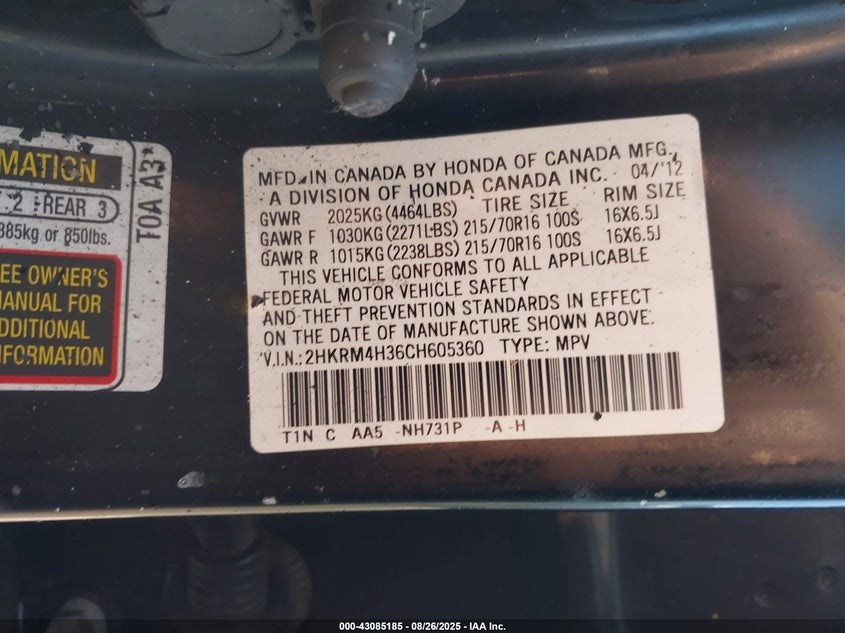 MATION
2 REAR 3
385kg or 850lbs.
EE OWNER'S
MANUAL FOR
DDITIONAL
NFORMATION
T0A A3
MFD. IN CANADA BY HONDA OF CANADA MFG.,
A DIVISION OF HONDA CANADA INC. 04/'12
GVWR 2025KG (4464LBS) TIRE SIZE RIM SIZE
GAWR F 1030KG (2271LBS) 215/70R16 100S 16X6.5J
GAWR R 1015KG (2238LBS) 215/70R16 100S 16X6.5J
THIS VEHICLE CONFORMS TO ALL APPLICABLE
FEDERAL MOTOR VEHICLE SAFETY
AND THEFT PREVENTION STANDARDS IN EFFECT
ON THE DATE OF MANUFACTURE SHOWN ABOVE.
V.I.N.:2HKRM4H36CH605360 TYPE: MPV
T1N C AA5 -NH731P -A -H
000-43085185 - 08/26/2025 - IAA Inc.